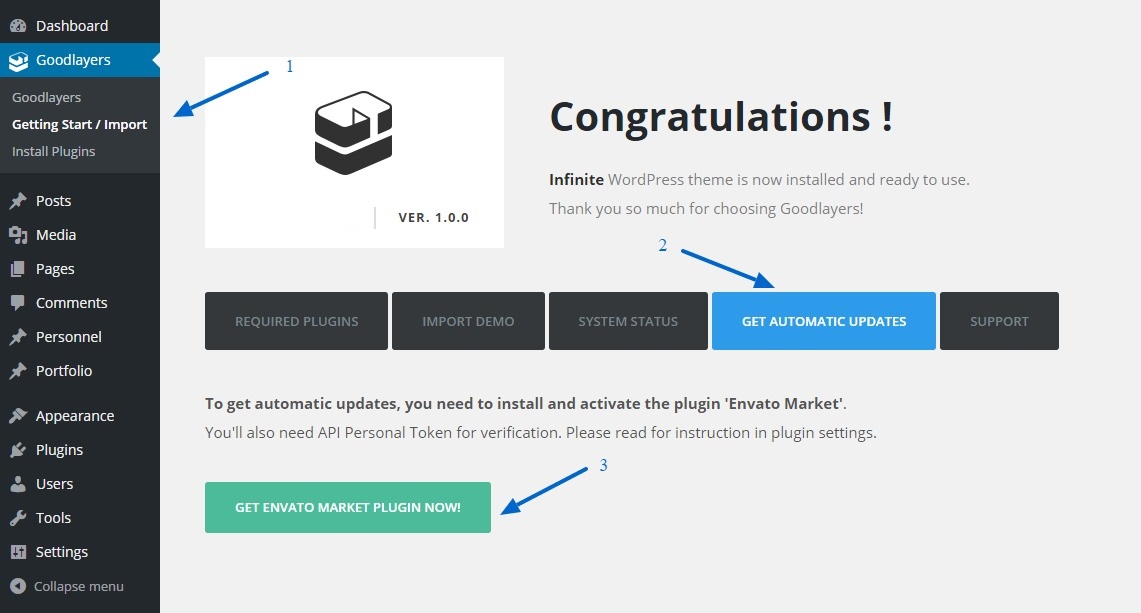 Dashboard
Goodlayers
Goodlayers
Getting Start / Import
Install Plugins
Posts
Media
Pages
Comments
Personnel
Portfolio
Appearance
Plugins
Users
Tools
Settings
Collapse menu
1
VER. 1.0.0
Congratulations !
Infinite WordPress theme is now installed and ready to use.
Thank you so much for choosing Goodlayers!
2
REQUIRED PLUGINS
IMPORT DEMO
SYSTEM STATUS
GET AUTOMATIC UPDATES
SUPPORT
To get automatic updates, you need to install and activate the plugin 'Envato Market'.
You'll also need API Personal Token for verification. Please read for instruction in plugin settings.
3
GET ENVATO MARKET PLUGIN NOW!